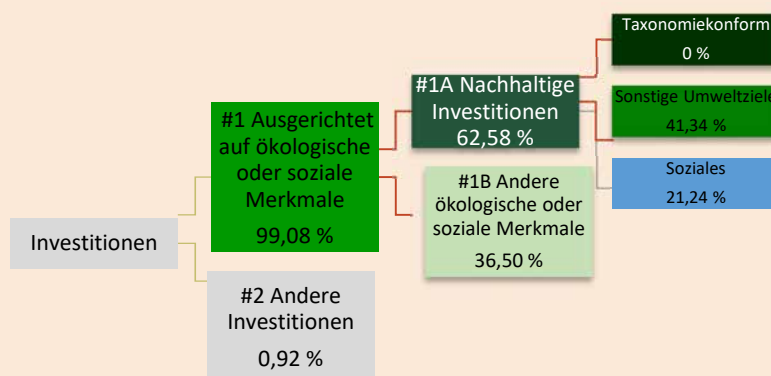 Investitionen
#1 Ausgerichtet
auf ökologische
oder soziale
Merkmale
99,08 %
#2 Andere
Investitionen
0,92 %
#1A Nachhaltige
Investitionen
62,58 %
#1B Andere
ökologische oder
soziale Merkmale
36,50 %
Taxonomiekonform
0 %
Sonstige Umweltziele
41,34 %
Soziales
21,24 %